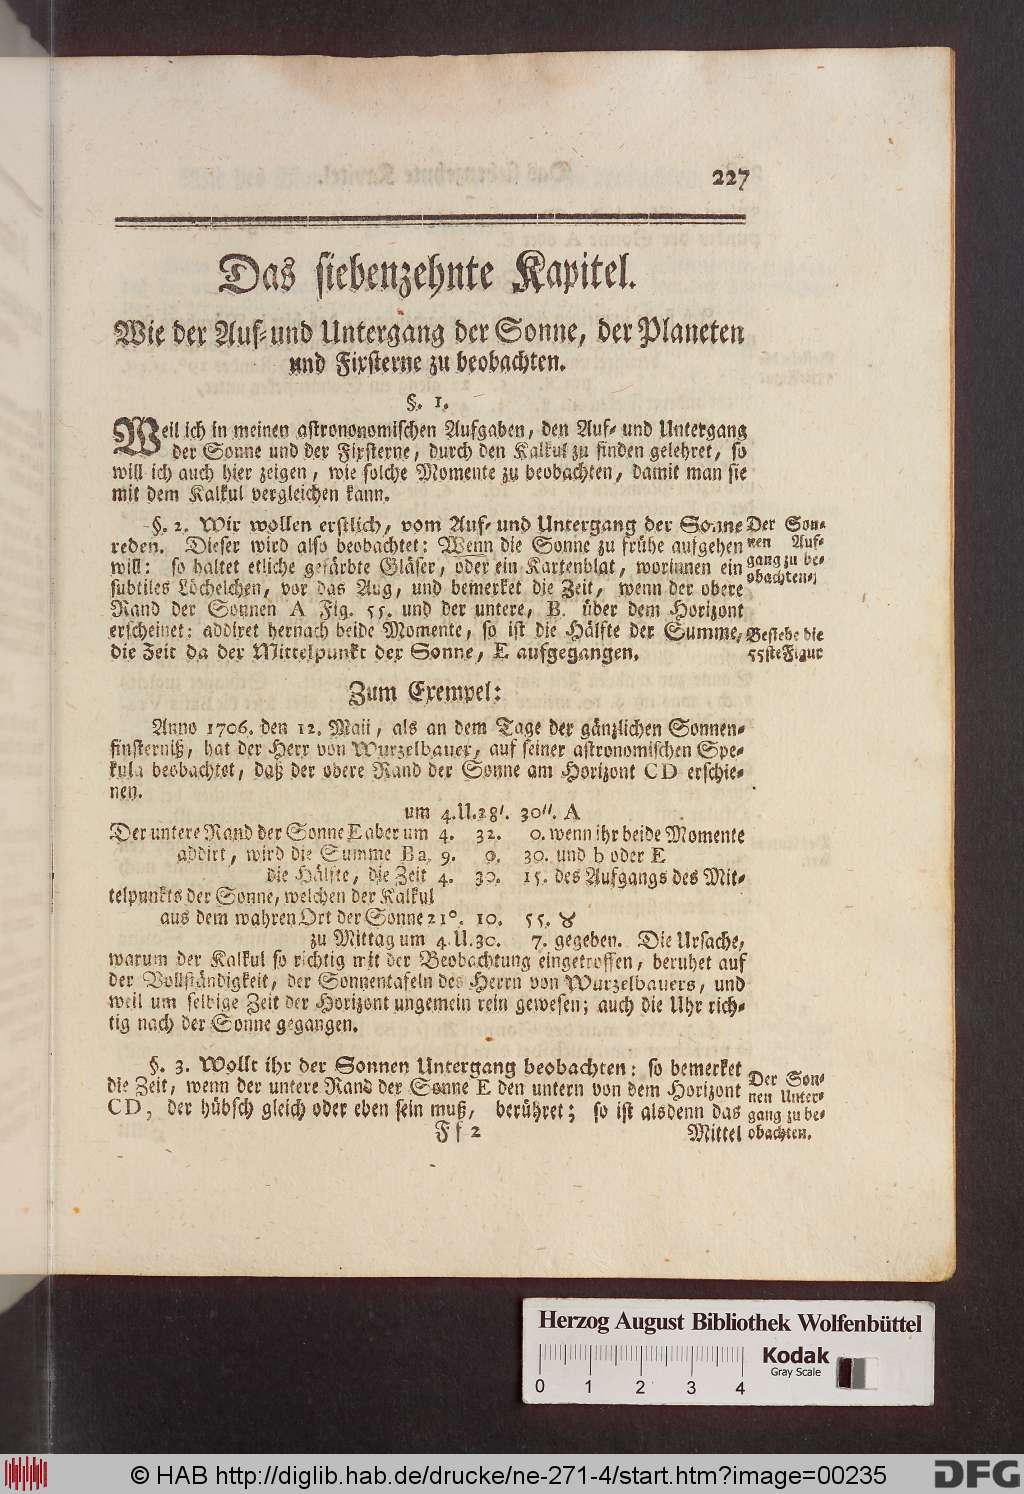 227
Das siebenzehnte Kapitel.
Wie der Auf- und Untergang der Sonne, der Planeten
und Fixsterne zu beobachten.
§. 1.
Weil ich in meinen astrononomischen Aufgaben, den Auf- und Untergang
der Sonne und der Fixsterne, durch den Kalkul zu finden gelehret, so
will ich auch hier zeigen, wie solche Momente zu beobachten, damit man sie
mit dem Kalkul vergleichen kann.
§. 2. Wir wollen erstlich, vom Auf- und Untergang der Sonne
reden. Dieser wird also beobachtet: Wenn die Sonne zu frühe aufgehen
will: so haltet etliche gefärbte Gläser, oder ein Kartenblat, worinnen ein
subtiles Löchelchen, vor das Aug, und bemerket die Zeit, wenn der obere
Rand der Sonnen A Fig. 55. und der untere, B. über dem Horizont
erscheinet: addiret hernach beide Momente, so ist die Hälfte der Summe,
die Zeit da der Mittelpunkt der Sonne, E aufgegangen.
Der Son-
nen Auf-
gang zu be-
obachten;
Bestehe die
55ste Figur
Zum Exempel:
Anno 1706. den 12. Maii, als an dem Tage der gänzlichen Sonnen-
finsterniß, hat der Herr von Wurzelbauer, auf seiner astronomischen Spe-
kula beobachtet, daß der obere Rand der Sonne am Horizont CD erschie-
nen.
um 4.U.28'. 30''. A
Der untere Rand der Sonne E aber um 4. 32. 0. wenn ihr beide Momente
addirt, wird die Summe Ba. 9. 0. 30. und b oder E
die Hälfte, die Zeit 4. 30. 15. des Aufgangs des Mit-
telpunkts der Sonne, welchen der Kalkul
aus dem wahren Ort der Sonne 21°. 10. 55. ♉
zu Mittag um 4.U.30. 7. gegeben. Die Ursache,
warum der Kalkul so richtig mit der Beobachtung eingetroffen, beruhet auf
der Vollständigkeit, der Sonnentafeln des Herrn von Wurzelbauers, und
weil um selbige Zeit der Horizont ungemein rein gewesen; auch die Uhr rich-
tig nach der Sonne gegangen.
§. 3. Wollt ihr der Sonnen Untergang beobachten: so bemerket
die Zeit, wenn der untere Rand der Sonne E den untern von dem Horizont
CD, der hübsch gleich oder eben sein muß, berühret; so ist alsdenn das
Der Son-
nen Unter-
gang zu be-
obachten.
Ff 2
Mittel
Herzog August Bibliothek Wolfenbüttel
Kodak
Gray Scale
0 1 2 3 4
© HAB http://diglib.hab.de/drucke/ne-271-4/start.htm?image=00235
DFG